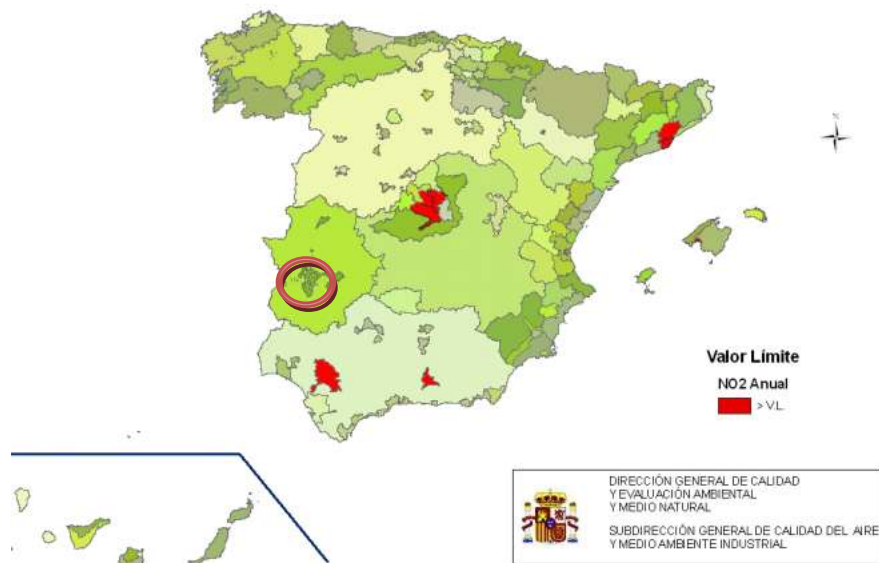 N
Valor Límite
NO2 Anual
> V.L.
DIRECCIÓN GENERAL DE CALIDAD
Y EVALUACIÓN AMBIENTAL
Y MEDIO NATURAL
SUBDIRECCIÓN GENERAL DE CALIDAD DEL AIRE
Y MEDIO AMBIENTE INDUSTRIAL